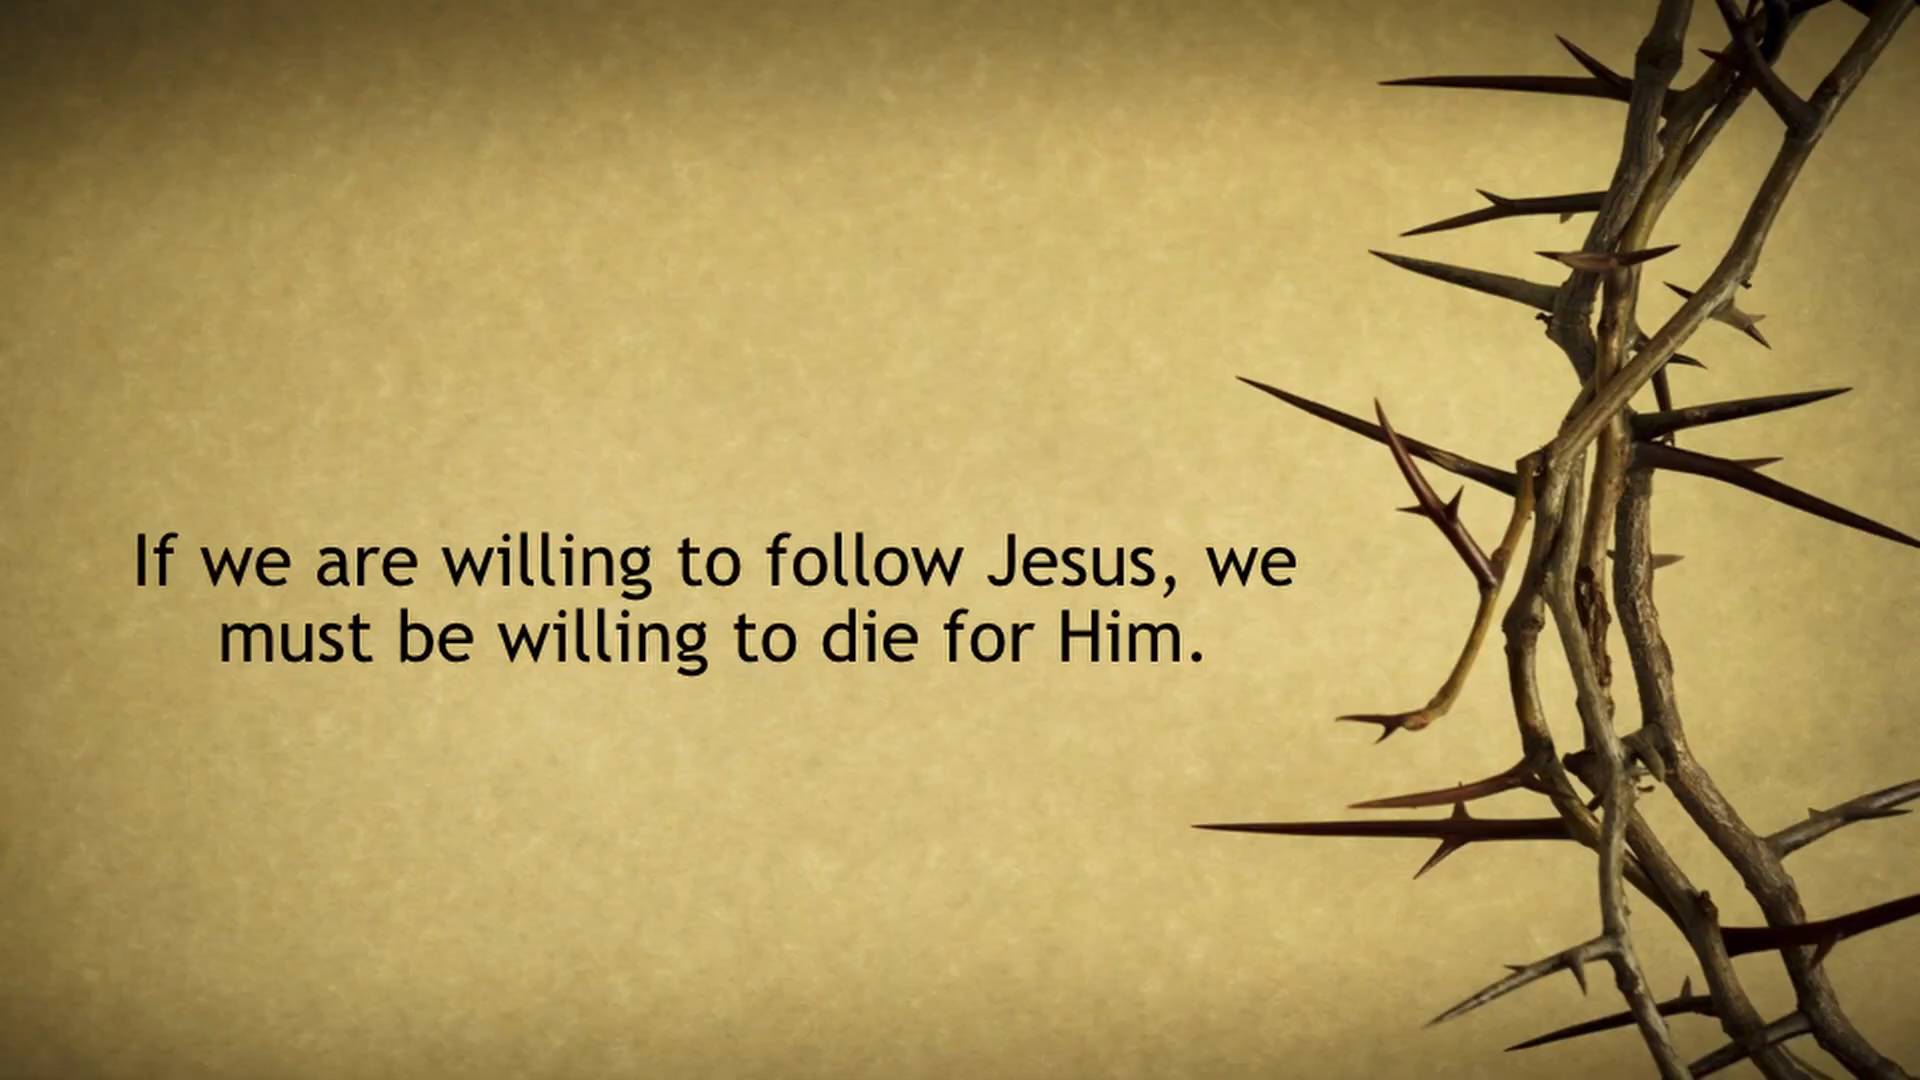 If we are willing to follow Jesus, we
must be willing to die for Him.